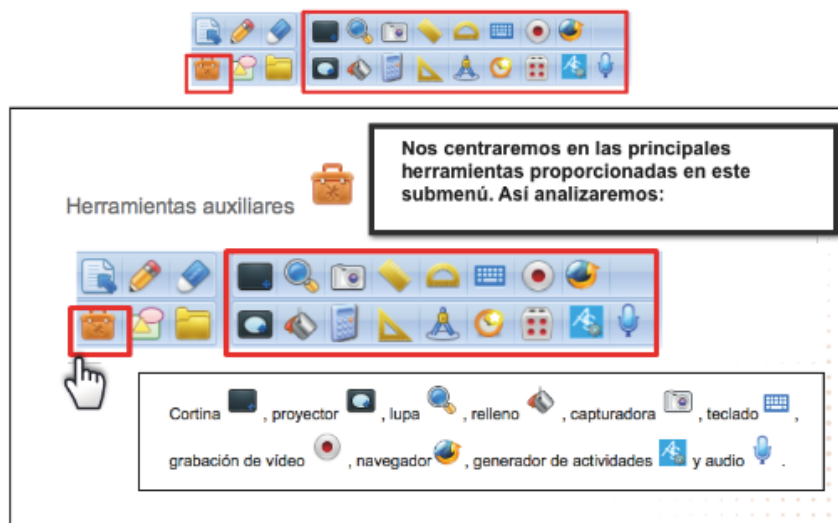 Nos centraremos en las principales
herramientas proporcionadas en este
submenú. Así analizaremos:
Herramientas auxiliares
Cortina , proyector , lupa , relleno , capturadora , teclado ,
grabación de vídeo , navegador , generador de actividades y audio .